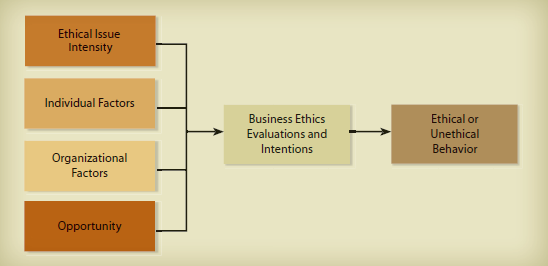 Ethical Issue
Intensity
Individual Factors
Organizational
Factors
Opportunity
Business Ethics
Evaluations and
Intentions
Ethical or
Unethical
Behavior